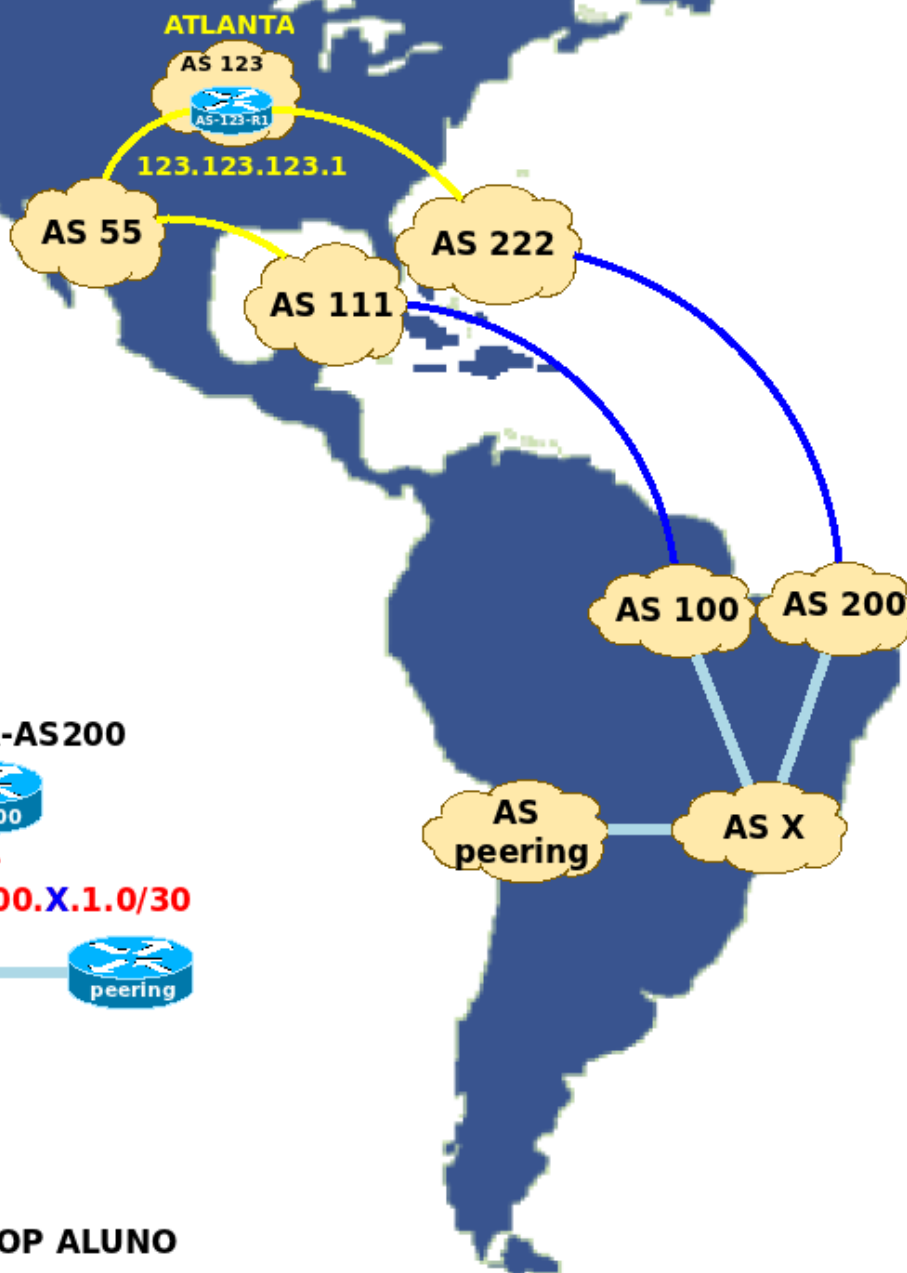 ATLANTA
AS 123
AS-123-R1
123.123.123.1
AS 55
AS 222
AS 111
AS 100
AS 200
-AS200
00
AS
peering
AS X
00.X.1.0/30
peering
OP ALUNO